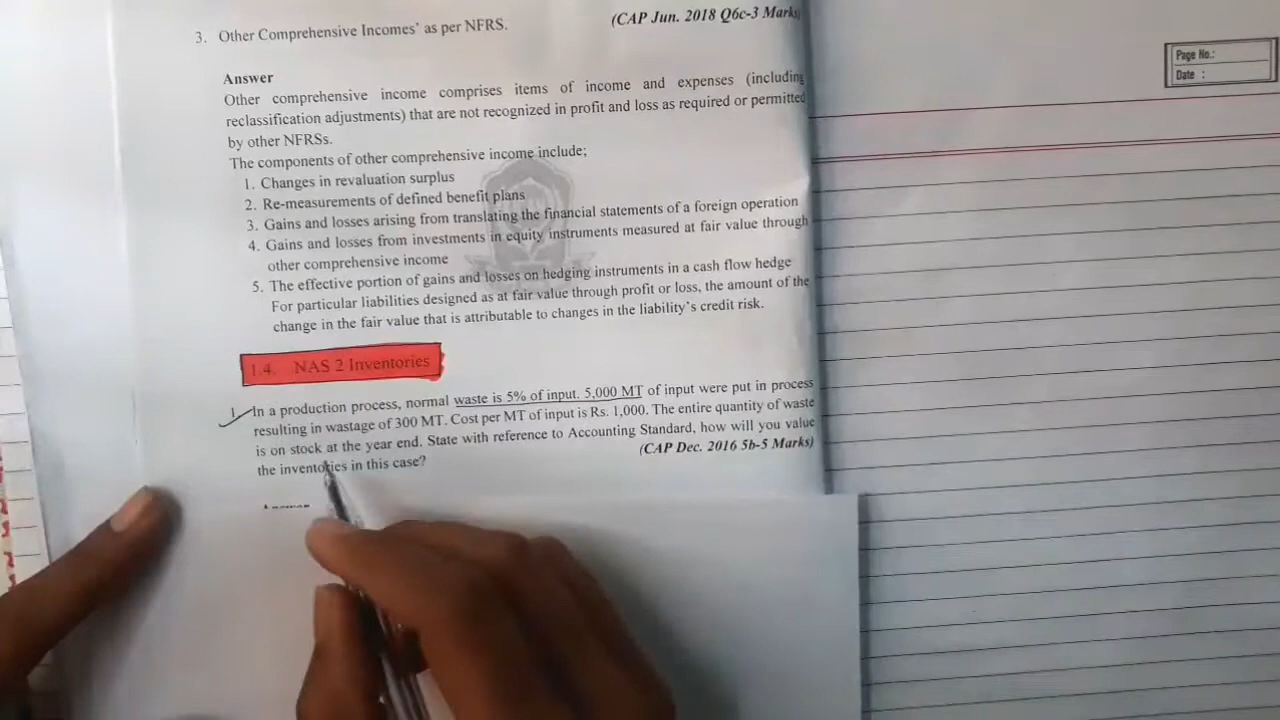 3. Other Comprehensive Incomes' as per NFRS.
(CAP Jun. 2018 Q6c-3 Marks)
Page No.:
Date :
Answer
Other comprehensive income comprises items of income and expenses (including
reclassification adjustments) that are not recognized in profit and loss as required or permitted
by other NFRSs.
The components of other comprehensive income include;
1. Changes in revaluation surplus
2. Re-measurements of defined benefit plans
3. Gains and losses arising from translating the financial statements of a foreign operation
4. Gains and losses from investments in equity instruments measured at fair value through
other comprehensive income
5. The effective portion of gains and losses on hedging instruments in a cash flow hedge
For particular liabilities designed as at fair value through profit or loss, the amount of the
change in the fair value that is attributable to changes in the liability's credit risk.
1.4. NAS 2 Inventories
1. In a production process, normal waste is 5% of input. 5,000 MT of input were put in process
resulting in wastage of 300 MT. Cost per MT of input is Rs. 1,000. The entire quantity of waste
is on stock at the year end. State with reference to Accounting Standard, how will you value
the inventories in this case?
(CAP Dec. 2016 5b-5 Marks)